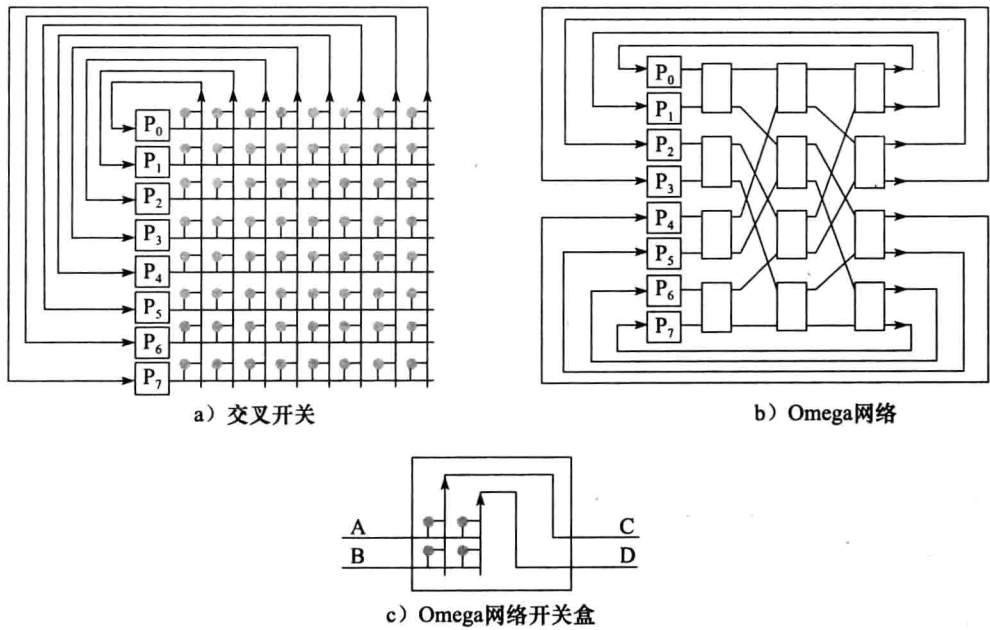 P₀
P₁
P₂
P₃
P₄
P₅
P₆
P₇
a）交叉开关
P₀
P₁
P₂
P₃
P₄
P₅
P₆
P₇
b）Omega网络
A
B
C
D
c）Omega网络开关盒